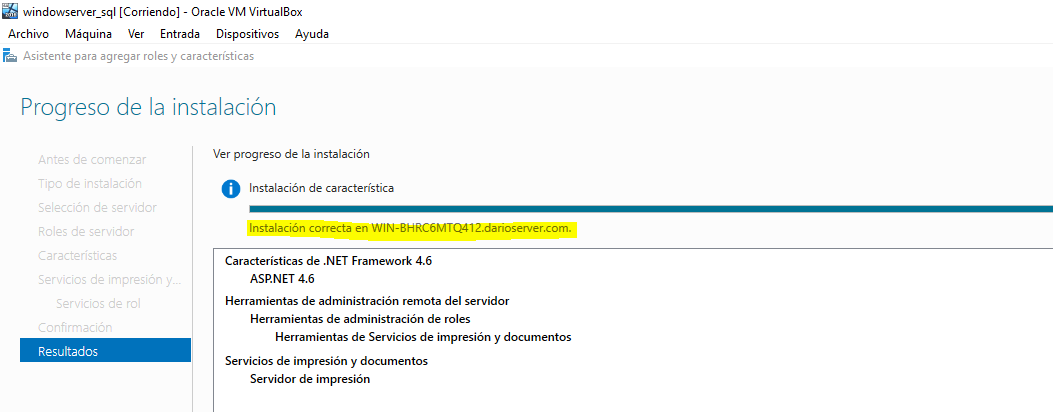 windowserver_sql [Corriendo] - Oracle VM VirtualBox
Archivo Máquina Ver Entrada Dispositivos Ayuda
Asistente para agregar roles y características
Progreso de la instalación
Antes de comenzar
Tipo de instalación
Selección de servidor
Roles de servidor
Características
Servicios de impresión y...
Servicios de rol
Confirmación
Resultados
Ver progreso de la instalación
Instalación de característica
Instalación correcta en WIN-BHRC6MTQ412.darioserver.com.
Características de .NET Framework 4.6
ASP.NET 4.6
Herramientas de administración remota del servidor
Herramientas de administración de roles
Herramientas de Servicios de impresión y documentos
Servicios de impresión y documentos
Servidor de impresión